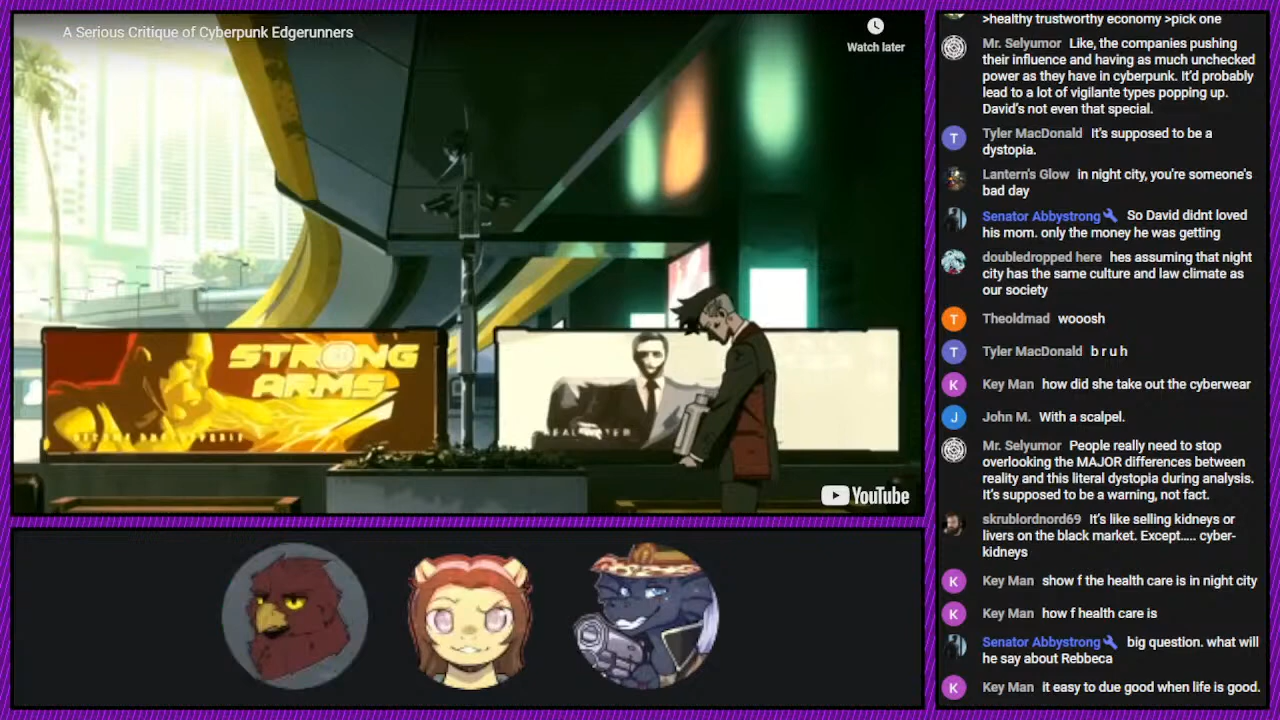 A Serious Critique of Cyberpunk Edgerunners
Watch later
STRONG
ARMS
YouTube
>healthy trustworthy economy >pick one
Mr. Selyumor Like, the companies pushing
their influence and having as much unchecked
power as they have in cyberpunk. It'd probably
lead to a lot of vigilante types popping up.
David's not even that special.
T
Tyler MacDonald It's supposed to be a
dystopia.
Lantern's Glow in night city, you're someone's
bad day
Senator Abbystrong So David didnt loved
his mom. only the money he was getting
doubledropped here hes assuming that night
city has the same culture and law climate as
our society
T Theoldmad wooosh
T Tyler MacDonald b r u h
K Key Man how did she take out the cyberwear
J John M. With a scalpel.
Mr. Selyumor People really need to stop
overlooking the MAJOR differences between
reality and this literal dystopia during analysis.
It's supposed to be a warning, not fact.
skrublordnord69 It's like selling kidneys or
livers on the black market. Except..... cyber-
kidneys
K Key Man show f the health care is in night city
K Key Man how f health care is
Senator Abbystrong big question. what will
he say about Rebbeca
K Key Man it easy to due good when life is good.